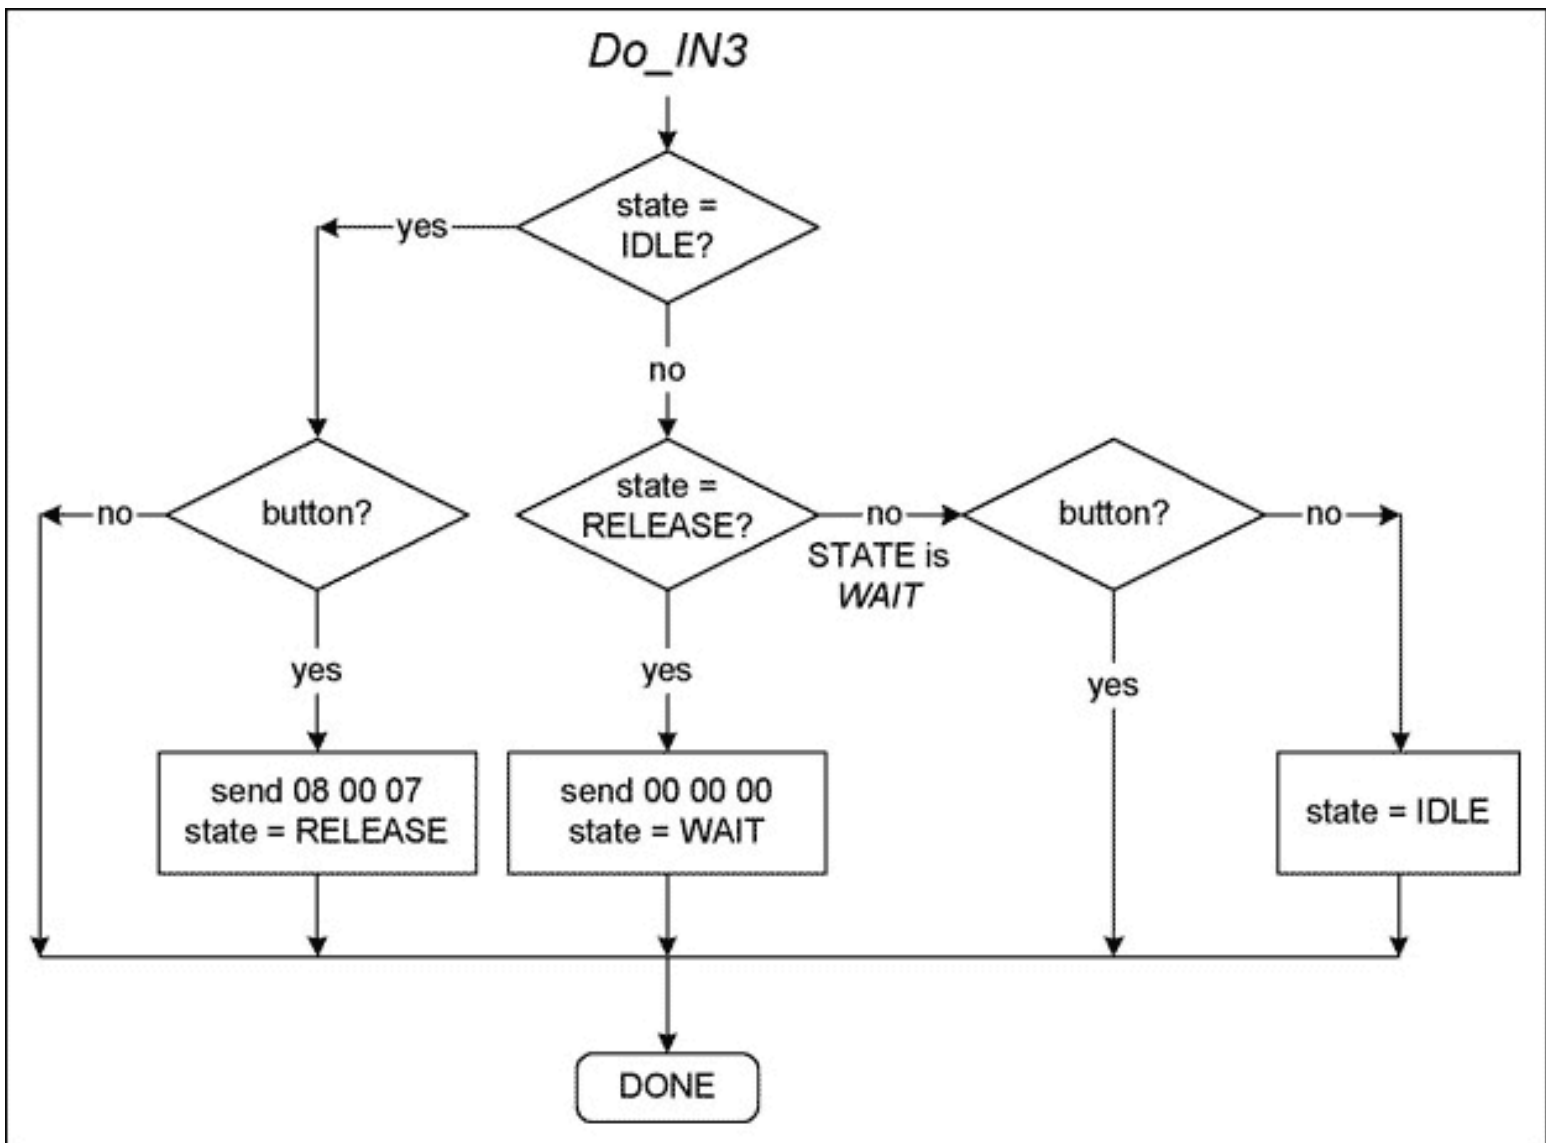 Do_IN3
state =
IDLE?
yes
no
button?
no
yes
state =
RELEASE?
no
STATE is
WAIT
yes
button?
no
yes
send 08 00 07
state = RELEASE
send 00 00 00
state = WAIT
state = IDLE
DONE